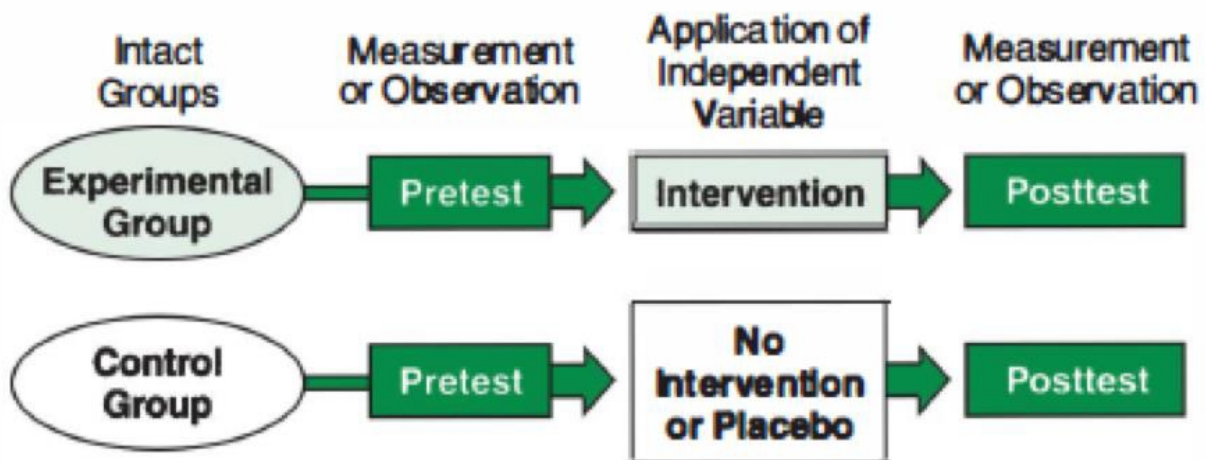 Intact
Groups
Measurement
or Observation
Application of
Independent
Variable
Measurement
or Observation
Experimental
Group
Pretest
Intervention
Posttest
Control
Group
Pretest
No
Intervention
or Placebo
Posttest